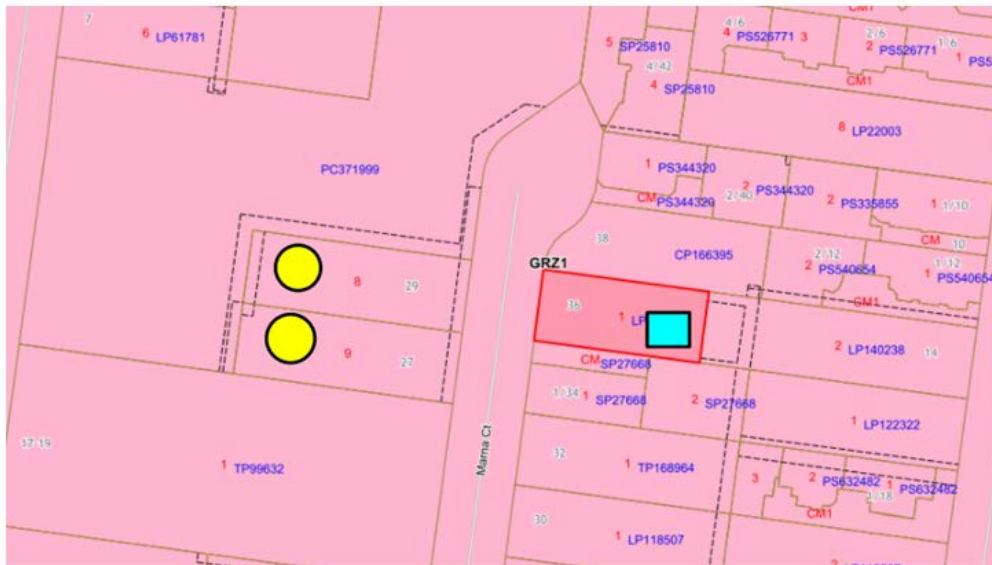 CM1
7
6 LP61781
5 SP25810
4/42
4 SP25810
4/6
4 PS526771
3
2/6
2 PS526771
1/6
1
CM1
8 LP22003
PC371999
1 PS344320
CM PS344320
2 PS344320
2/40
2 PS335855
1
1/10
CM
10
38
CP166395
GRZ1
2/12
2 PS540654
1/12
1 PS540654
CM1
8
29
36
1
2 LP140238
14
9
27
CM SP27668
1/34
1 SP27668
2 SP27668
1 LP122322
17-19
1 TP99632
Mama Ct
32
1 TP168964
3
2 PS632482
1 PS632482
1/18
CM1
30
1 LP118507
2